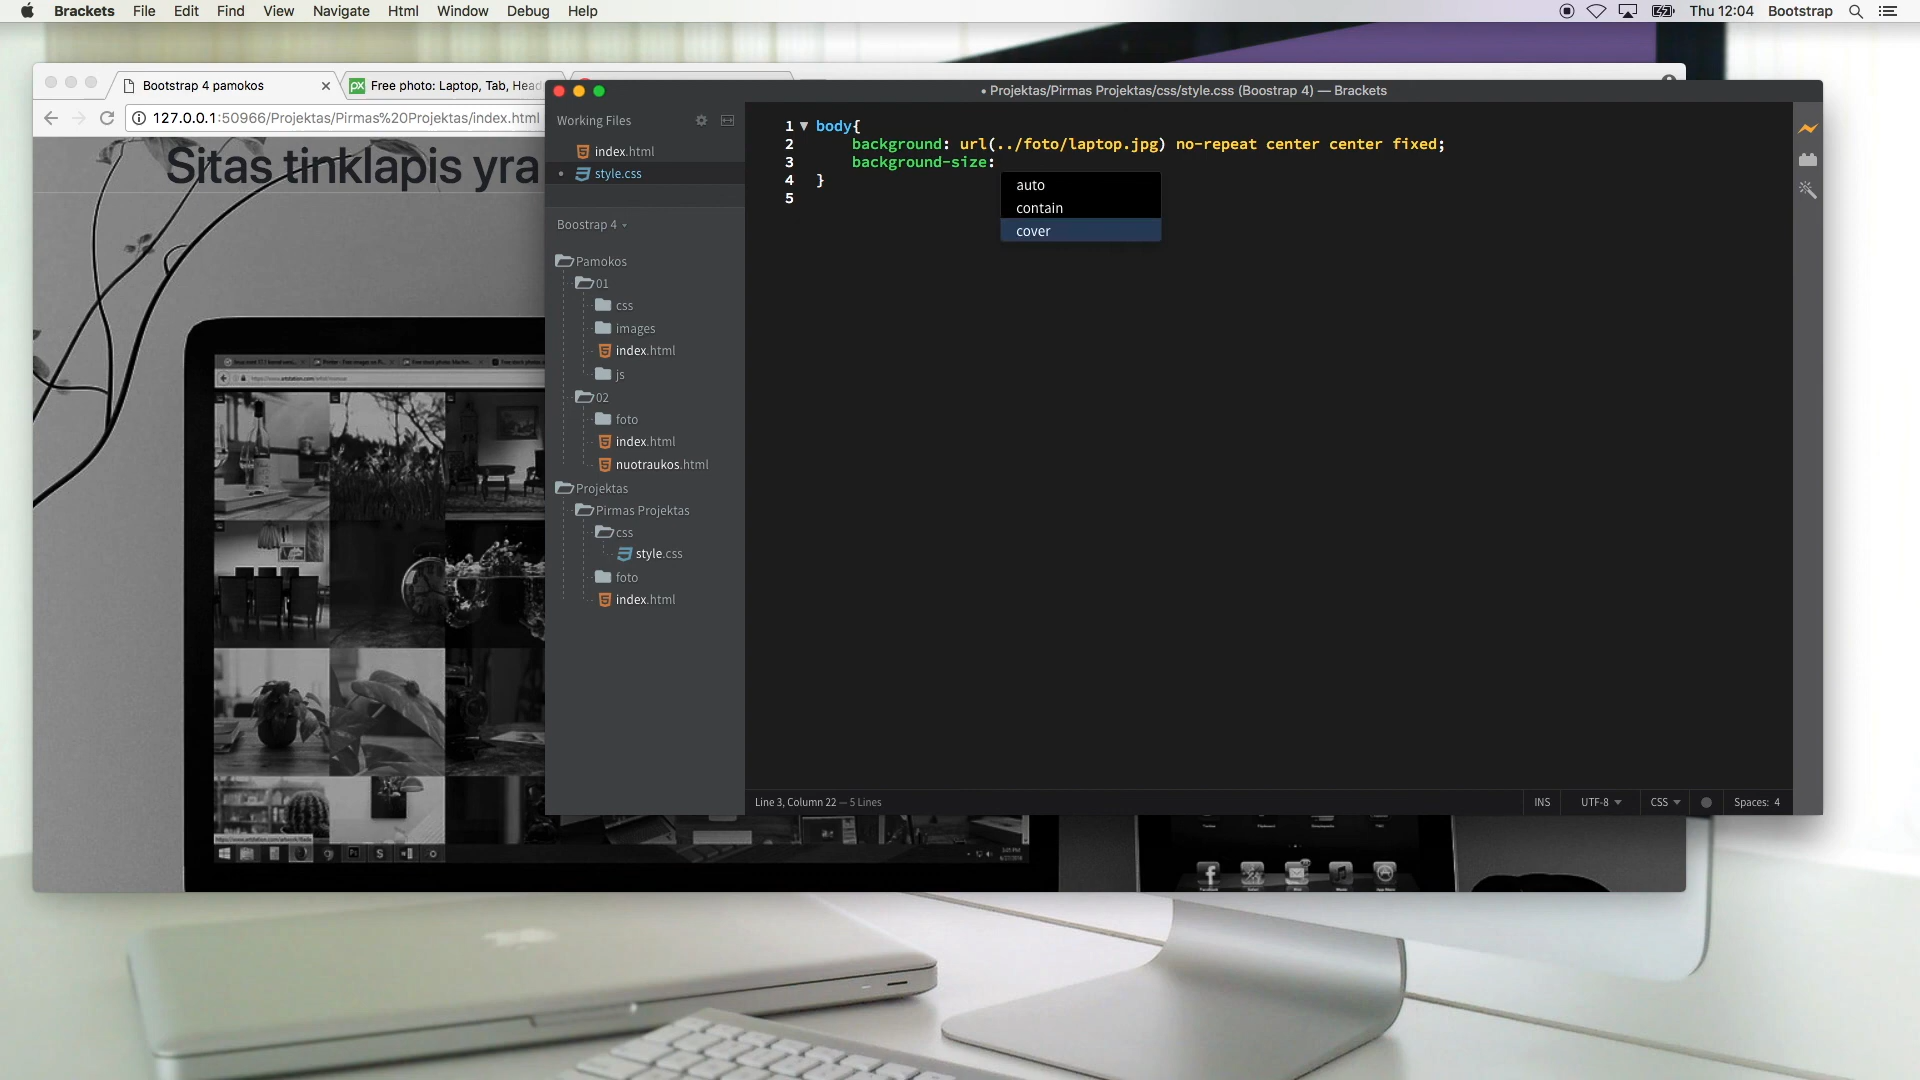 Brackets File Edit Find View Navigate Html Window Debug Help
Thu 12:04 Bootstrap
Bootstrap 4 pamokos
Free photo: Laptop, Tab, Head
127.0.0.1:50966/Projektas/Pirmas%20Projektas/index.html
Sitas tinklapis yra
• Projektas/Pirmas Projektas/css/style.css (Boostrap 4) — Brackets
Working Files
index.html
• style.css
Boostrap 4
Pamokos
01
css
images
index.html
js
02
foto
index.html
nuotraukos.html
Projektas
Pirmas Projektas
css
style.css
foto
index.html
1 body{
2 background: url(../foto/laptop.jpg) no-repeat center center fixed;
3 background-size:
4 }
5
auto
contain
cover
Line 3, Column 22 — 5 Lines
INS UTF-8 CSS Spaces: 4